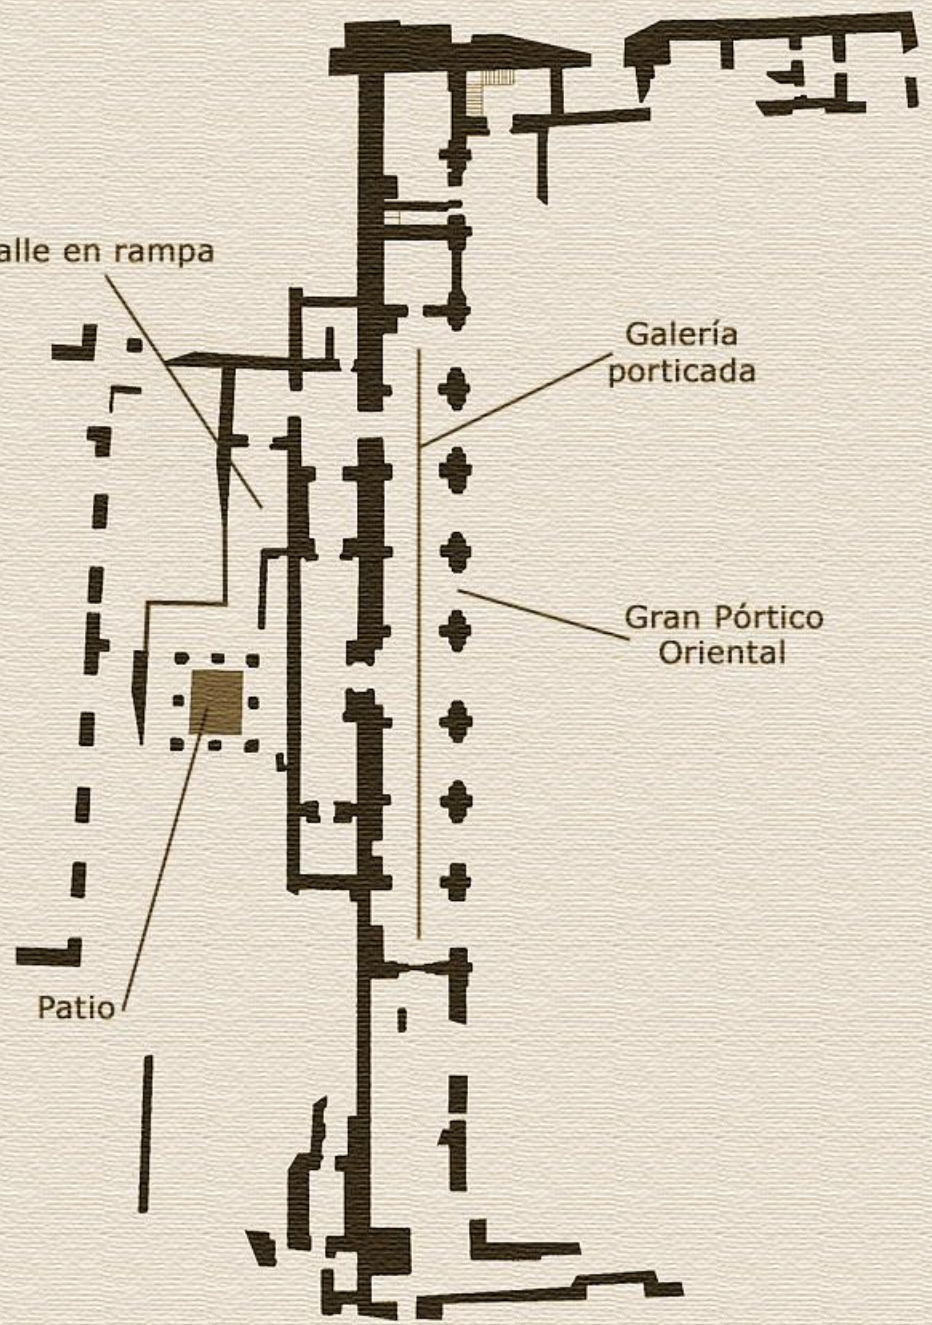 alle en rampa
Galería
porticada
Gran Pórtico
Oriental
Patio